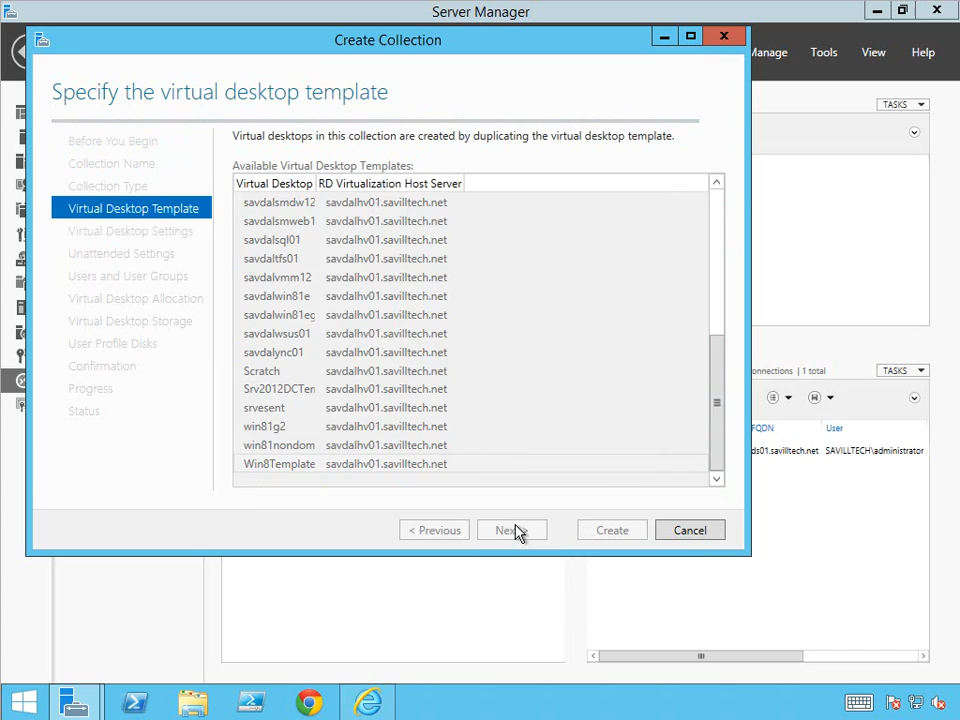 Server Manager
Create Collection
Manage Tools View Help
Specify the virtual desktop template
TASKS
Before You Begin
Collection Name
Collection Type
Virtual Desktop Template
Virtual Desktop Settings
Unattended Settings
Users and User Groups
Virtual Desktop Allocation
Virtual Desktop Storage
User Profile Disks
Confirmation
Progress
Status
Virtual desktops in this collection are created by duplicating the virtual desktop template.
Available Virtual Desktop Templates:
Virtual Desktop RD Virtualization Host Server
savdalsmdw12 savdalhv01.savilltech.net
savdalsmweb1 savdalhv01.savilltech.net
savdalsql01 savdalhv01.savilltech.net
savdaltfs01 savdalhv01.savilltech.net
savdalvmm12 savdalhv01.savilltech.net
savdalwin81e savdalhv01.savilltech.net
savdalwin81eg savdalhv01.savilltech.net
savdalwsus01 savdalhv01.savilltech.net
savdalync01 savdalhv01.savilltech.net
Scratch savdalhv01.savilltech.net
Srv2012DCTem savdalhv01.savilltech.net
srvesent savdalhv01.savilltech.net
win81g2 savdalhv01.savilltech.net
win81nondom savdalhv01.savilltech.net
Win8Template savdalhv01.savilltech.net
< Previous
Next >
Create
Cancel
onnections | 1 total TASKS
FQDN User
ds01.savilltech.net SAVILLTECH\administrator